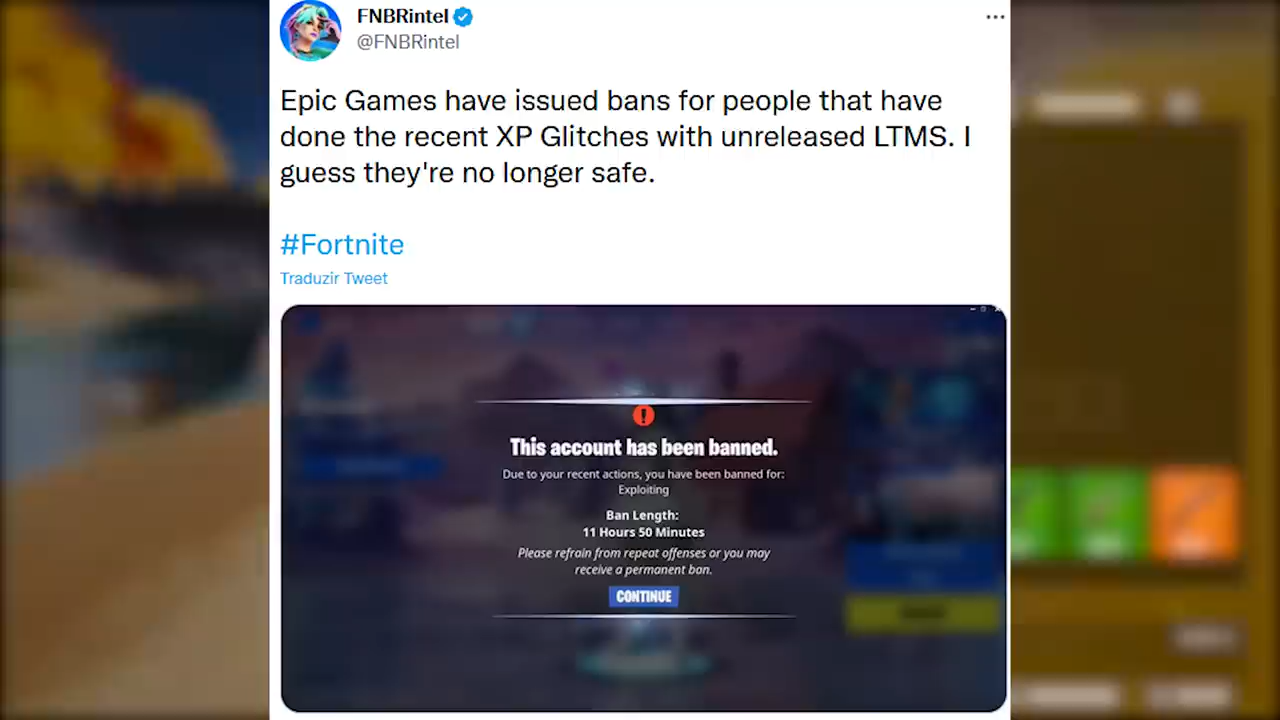 FNBRintel
@FNBRintel
Epic Games have issued bans for people that have
done the recent XP Glitches with unreleased LTMS. I
guess they're no longer safe.
#Fortnite
Traduzir Tweet
This account has been banned.
Due to your recent actions, you have been banned for:
Exploiting
Ban Length:
11 Hours 50 Minutes
Please refrain from repeat offenses or you may
receive a permanent ban.
CONTINUE